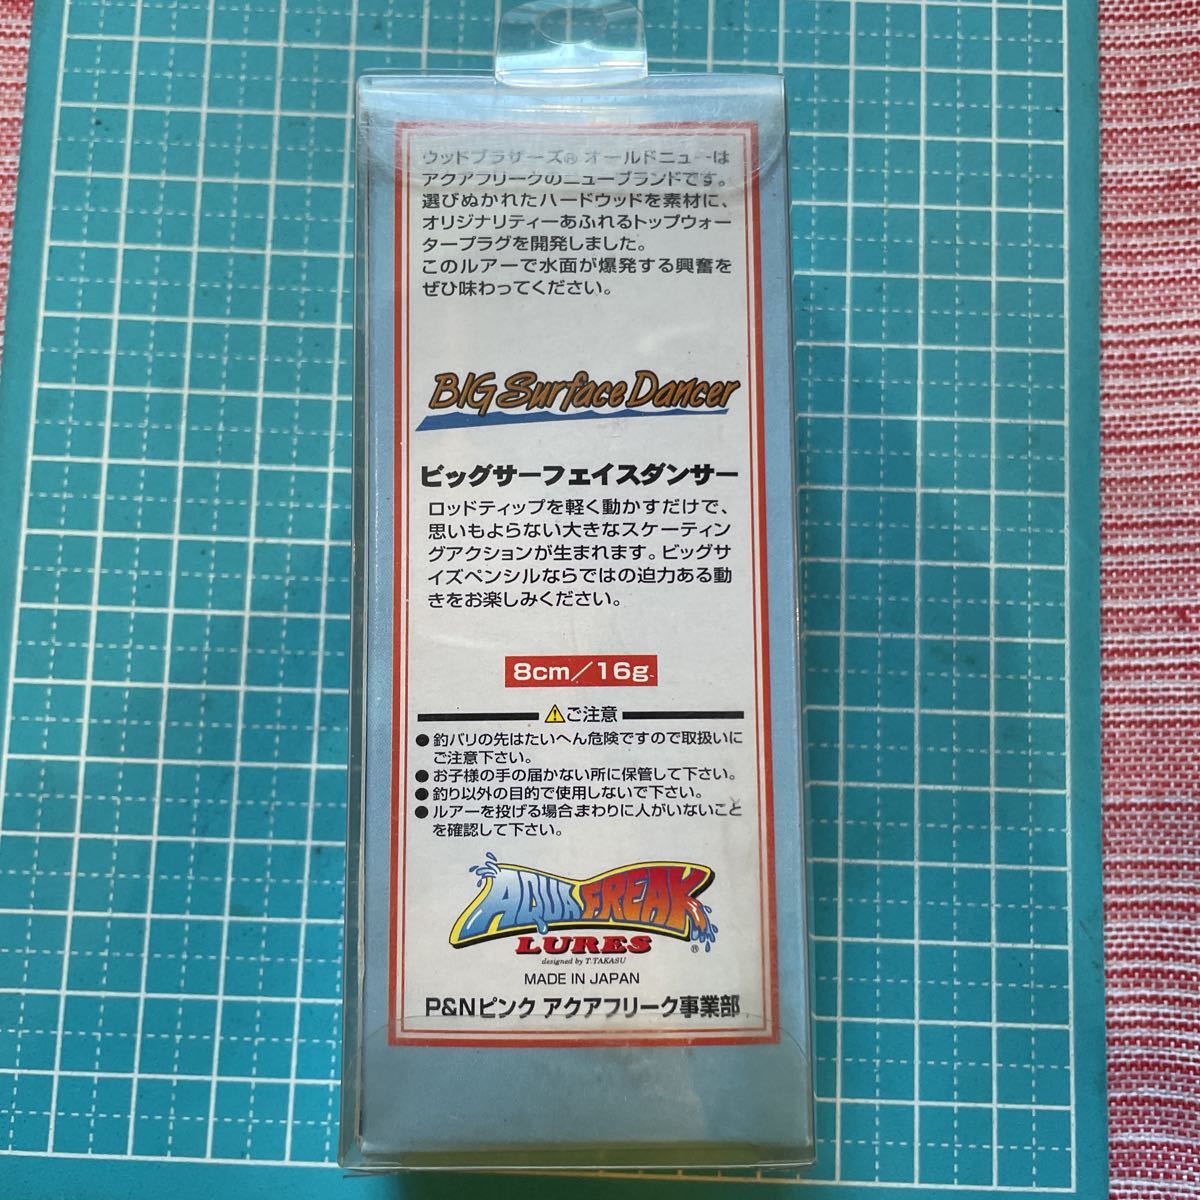 ウッドブラザーズ® オールドニューは
アクアフリークのニューブランドです。
選びぬかれたハードウッドを素材に、
オリジナリティーあふれるトップウォー
タープラグを開発しました。
このルアーで水面が爆発する興奮を
ぜひ味わってください。
BIG Surface Dancer
ビッグサーフェイスダンサー
ロッドティップを軽く動かすだけで、
思いもよらない大きなスケーティン
グアクションが生まれます。ビッグサ
イズペンシルならではの迫力ある動
きをお楽しみください。
8cm/16g
⚠ご注意
●釣バリの先はたいへん危険ですので取扱いに
ご注意下さい。
●お子様の手の届かない所に保管して下さい。
●釣り以外の目的で使用しないで下さい。
●ルアーを投げる場合まわりに人がいないこと
を確認して下さい。
AQUA FREAK
LURES ®
designed by T.TAKASU
MADE IN JAPAN
P&Nピンク アクアフリーク事業部